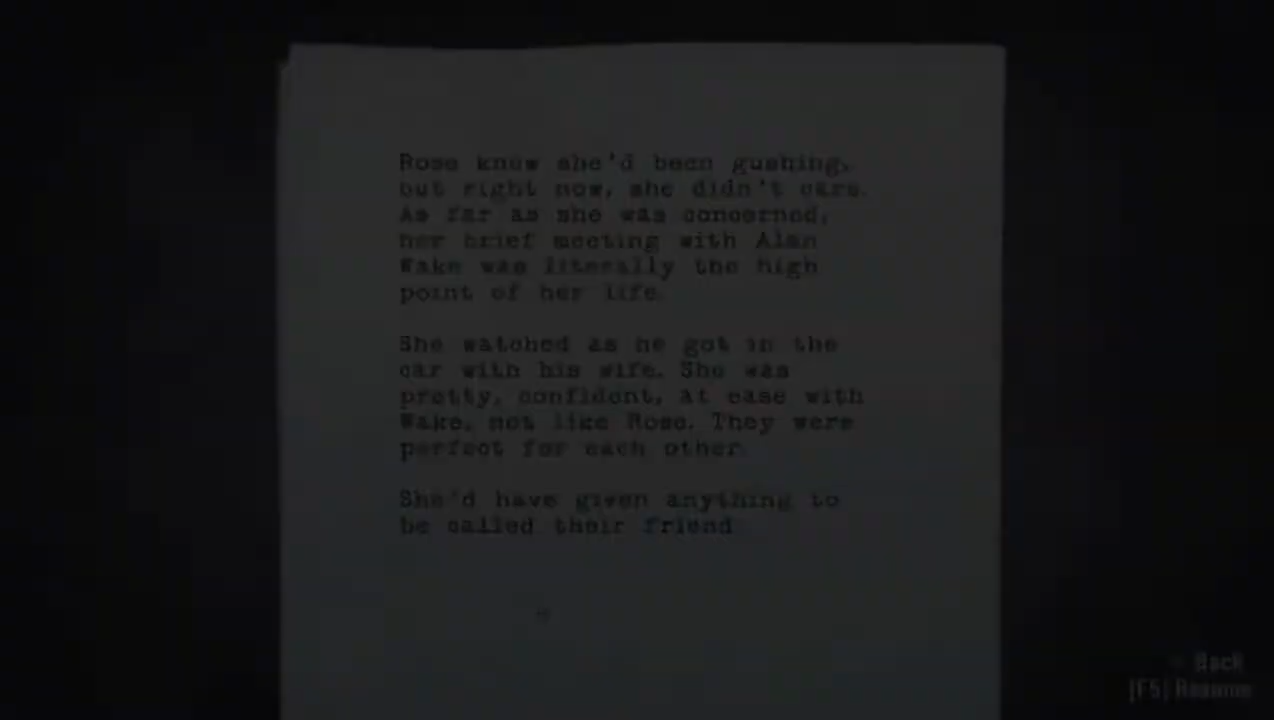 Rose knew she'd been gushing,
but right now, she didn't care.
As far as she was concerned,
her brief meeting with Alan
Wake was literally the high
point of her life.
She watched as he got in the
car with his wife. She was
pretty, confident, at ease with
Wake, not like Rose. They were
perfect for each other.
She'd have given anything to
be called their friend.
Back
[F5] Resume